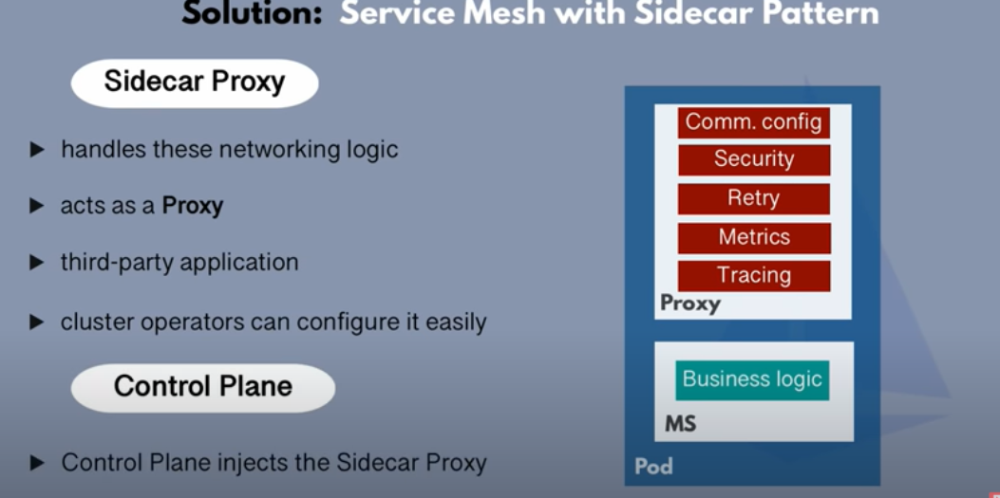 Solution: Service Mesh with Sidecar Pattern
Sidecar Proxy
handles these networking logic
acts as a Proxy
third-party application
cluster operators can configure it easily
Control Plane
Control Plane injects the Sidecar Proxy
Comm. config
Security
Retry
Metrics
Tracing
Proxy
Business logic
MS
Pod